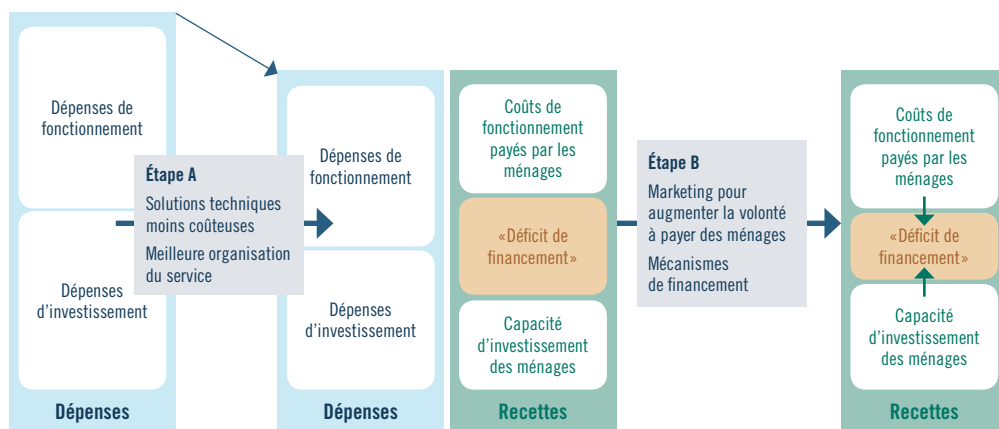 Dépenses de
fonctionnement
Dépenses
d'investissement
Dépenses
Étape A
Solutions techniques
moins coûteuses
Meilleure organisation
du service
Dépenses de
fonctionnement
Dépenses
d'investissement
Dépenses
Coûts de
fonctionnement
payés par les
ménages
«Déficit de
financement»
Capacité
d'investissement
des ménages
Recettes
Étape B
Marketing pour
augmenter la volonté
à payer des ménages
Mécanismes
de financement
Coûts de
fonctionnement
payés par les
ménages
«Déficit de
financement»
Capacité
d'investissement
des ménages
Recettes